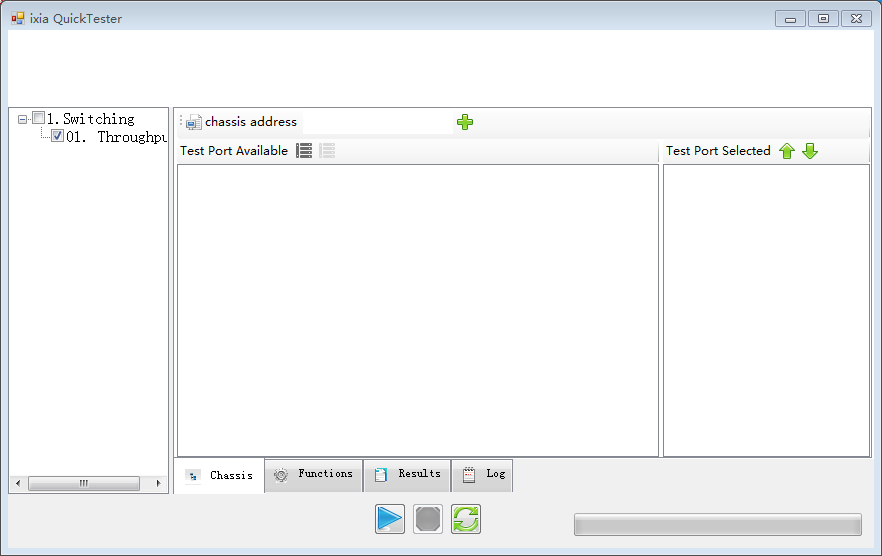 ixia QuickTester
1.Switching
01. Throughpu
chassis address
Test Port Available
Test Port Selected
Chassis
Functions
Results
Log